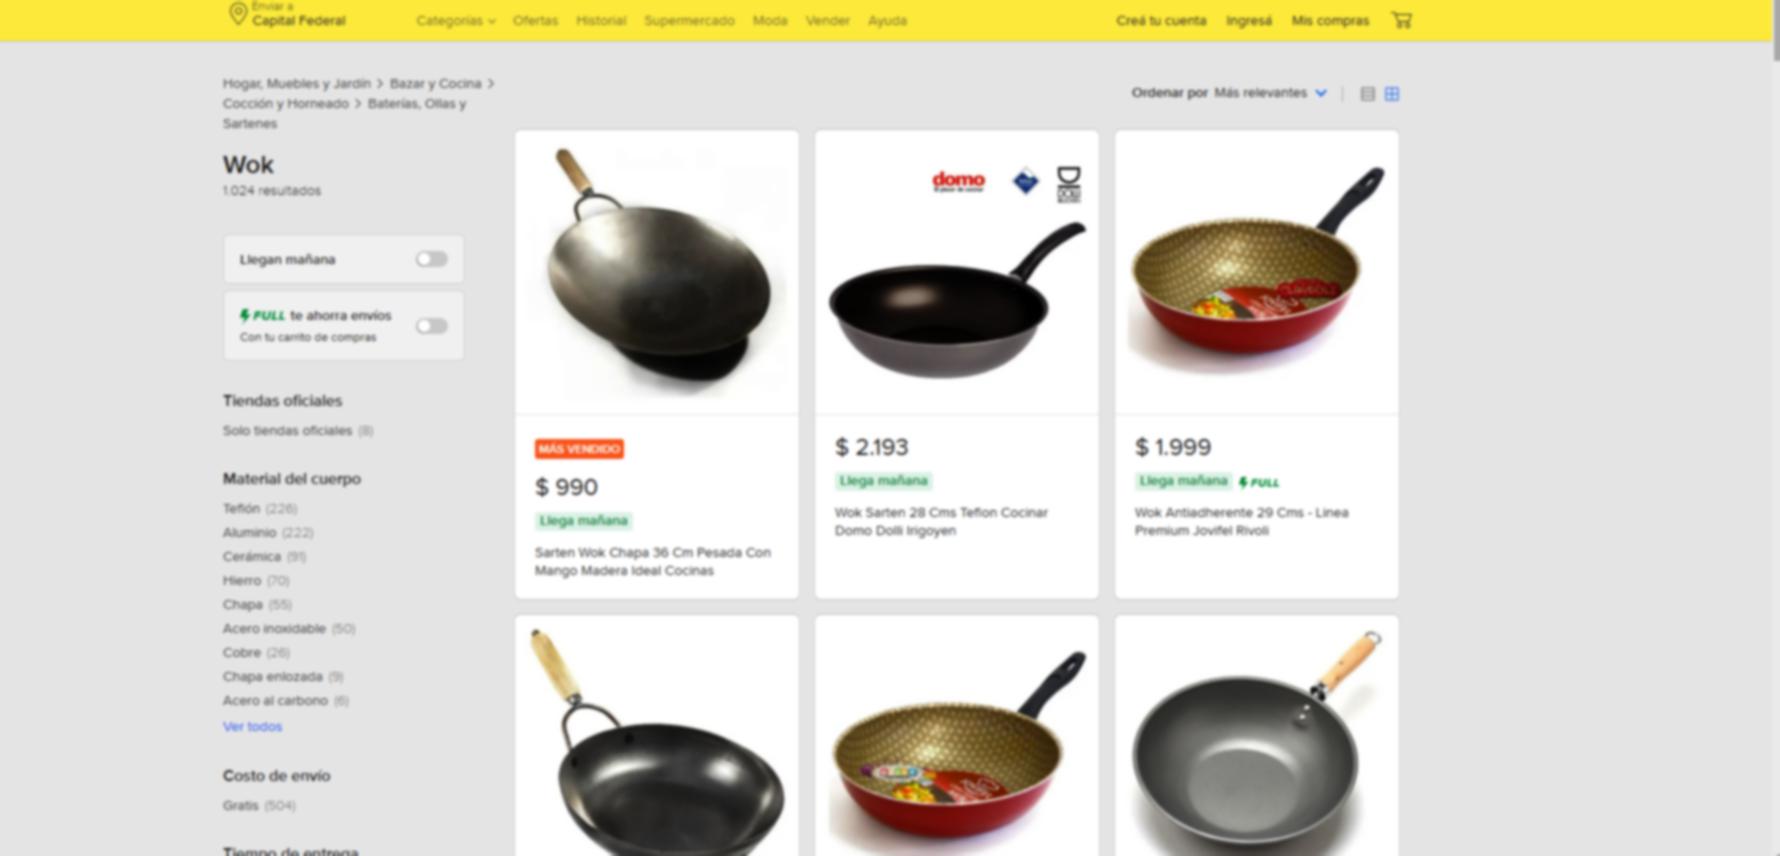 Enviar a
Capital Federal
Categorías
Ofertas
Historial
Supermercado
Moda
Vender
Ayuda
Creá tu cuenta
Ingresá
Mis compras
Hogar, Muebles y Jardín > Bazar y Cocina >
Cocción y Horneado > Baterías, Ollas y
Sartenes
Ordenar por Más relevantes
Wok
1.024 resultados
Llegan mañana
FULL te ahorra envíos
Con tu carrito de compras
Tiendas oficiales
Solo tiendas oficiales (8)
Material del cuerpo
Teflón (226)
Aluminio (222)
Cerámica (91)
Hierro (70)
Chapa (55)
Acero inoxidable (50)
Cobre (26)
Chapa enlozada (9)
Acero al carbono (6)
Ver todos
Costo de envío
Gratis (504)
Tiempo de entrega
MÁS VENDIDO
$ 990
Llega mañana
Sarten Wok Chapa 36 Cm Pesada Con
Mango Madera Ideal Cocinas
domo
$ 2.193
Llega mañana
Wok Sarten 28 Cms Teflon Cocinar
Domo Dolli Irigoyen
$ 1.999
Llega mañana FULL
Wok Antiadherente 29 Cms - Linea
Premium Jovifel Rivoli